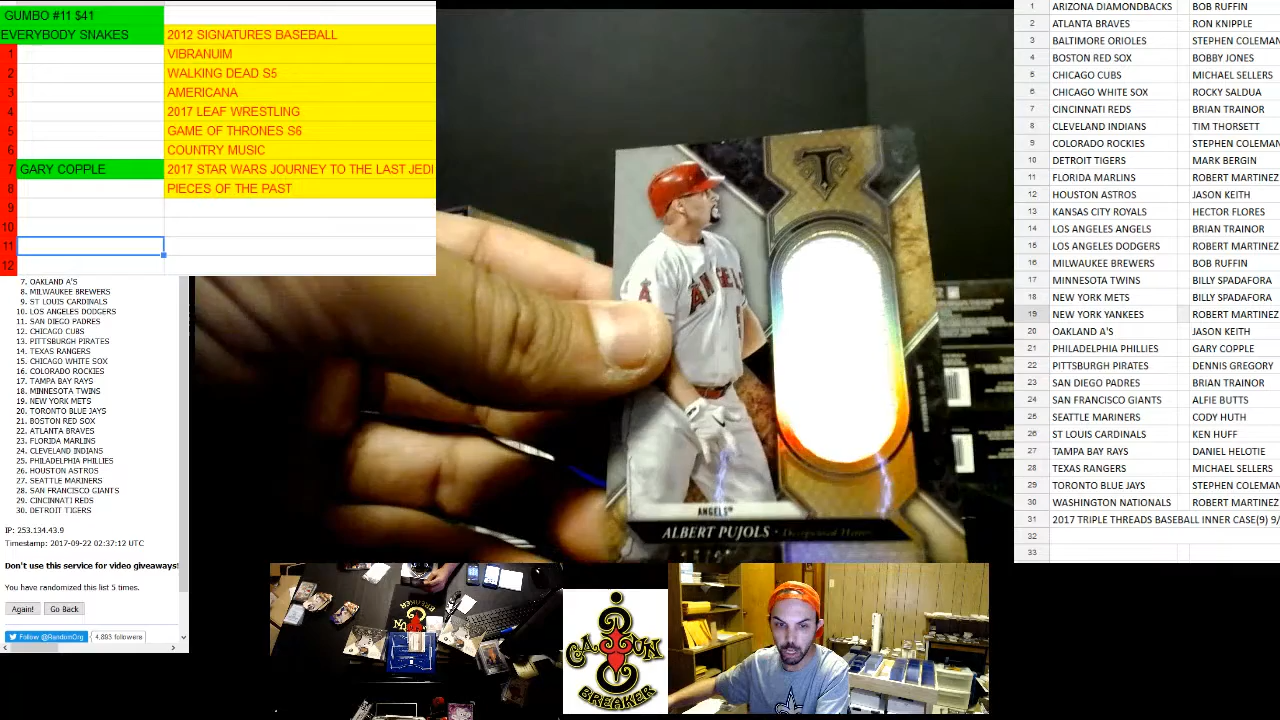 GUMBO #11 $41
EVERYBODY SNAKES
2012 SIGNATURES BASEBALL
1 VIBRANUIM
2 WALKING DEAD S5
3 AMERICANA
4 2017 LEAF WRESTLING
5 GAME OF THRONES S6
6 COUNTRY MUSIC
7 GARY COPPLE 2017 STAR WARS JOURNEY TO THE LAST JEDI
8 PIECES OF THE PAST
9
10
11
12
7. OAKLAND A'S
8. MILWAUKEE BREWERS
9. ST LOUIS CARDINALS
10. LOS ANGELES DODGERS
11. SAN DIEGO PADRES
12. CHICAGO CUBS
13. PITTSBURGH PIRATES
14. TEXAS RANGERS
15. CHICAGO WHITE SOX
16. COLORADO ROCKIES
17. TAMPA BAY RAYS
18. MINNESOTA TWINS
19. NEW YORK METS
20. TORONTO BLUE JAYS
21. BOSTON RED SOX
22. ATLANTA BRAVES
23. FLORIDA MARLINS
24. CLEVELAND INDIANS
25. PHILADELPHIA PHILLIES
26. HOUSTON ASTROS
27. SEATTLE MARINERS
28. SAN FRANCISCO GIANTS
29. CINCINNATI REDS
30. DETROIT TIGERS
IP: 253.134.43.9
Timestamp: 2017-09-22 02:37:12 UTC
Don't use this service for video giveaways!
You have randomized this list 5 times.
Again! Go Back
Follow @RandomOrg 4,893 followers
T
ANGELS
A
ANGELS
ALBERT PUJOLS
CAJUN
BREAKER
1 ARIZONA DIAMONDBACKS BOB RUFFIN
2 ATLANTA BRAVES RON KNIPPLE
3 BALTIMORE ORIOLES STEPHEN COLEMAN
4 BOSTON RED SOX BOBBY JONES
5 CHICAGO CUBS MICHAEL SELLERS
6 CHICAGO WHITE SOX ROCKY SALDUA
7 CINCINNATI REDS BRIAN TRAINOR
8 CLEVELAND INDIANS TIM THORSETT
9 COLORADO ROCKIES STEPHEN COLEMAN
10 DETROIT TIGERS MARK BERGIN
11 FLORIDA MARLINS ROBERT MARTINEZ
12 HOUSTON ASTROS JASON KEITH
13 KANSAS CITY ROYALS HECTOR FLORES
14 LOS ANGELES ANGELS BRIAN TRAINOR
15 LOS ANGELES DODGERS ROBERT MARTINEZ
16 MILWAUKEE BREWERS BOB RUFFIN
17 MINNESOTA TWINS BILLY SPADAFORA
18 NEW YORK METS BILLY SPADAFORA
19 NEW YORK YANKEES ROBERT MARTINEZ
20 OAKLAND A'S JASON KEITH
21 PHILADELPHIA PHILLIES GARY COPPLE
22 PITTSBURGH PIRATES DENNIS GREGORY
23 SAN DIEGO PADRES BRIAN TRAINOR
24 SAN FRANCISCO GIANTS ALFIE BUTTS
25 SEATTLE MARINERS CODY HUTH
26 ST LOUIS CARDINALS KEN HUFF
27 TAMPA BAY RAYS DANIEL HELOTIE
28 TEXAS RANGERS MICHAEL SELLERS
29 TORONTO BLUE JAYS STEPHEN COLEMAN
30 WASHINGTON NATIONALS ROBERT MARTINEZ
31 2017 TRIPLE THREADS BASEBALL INNER CASE(9) 9/
32
33